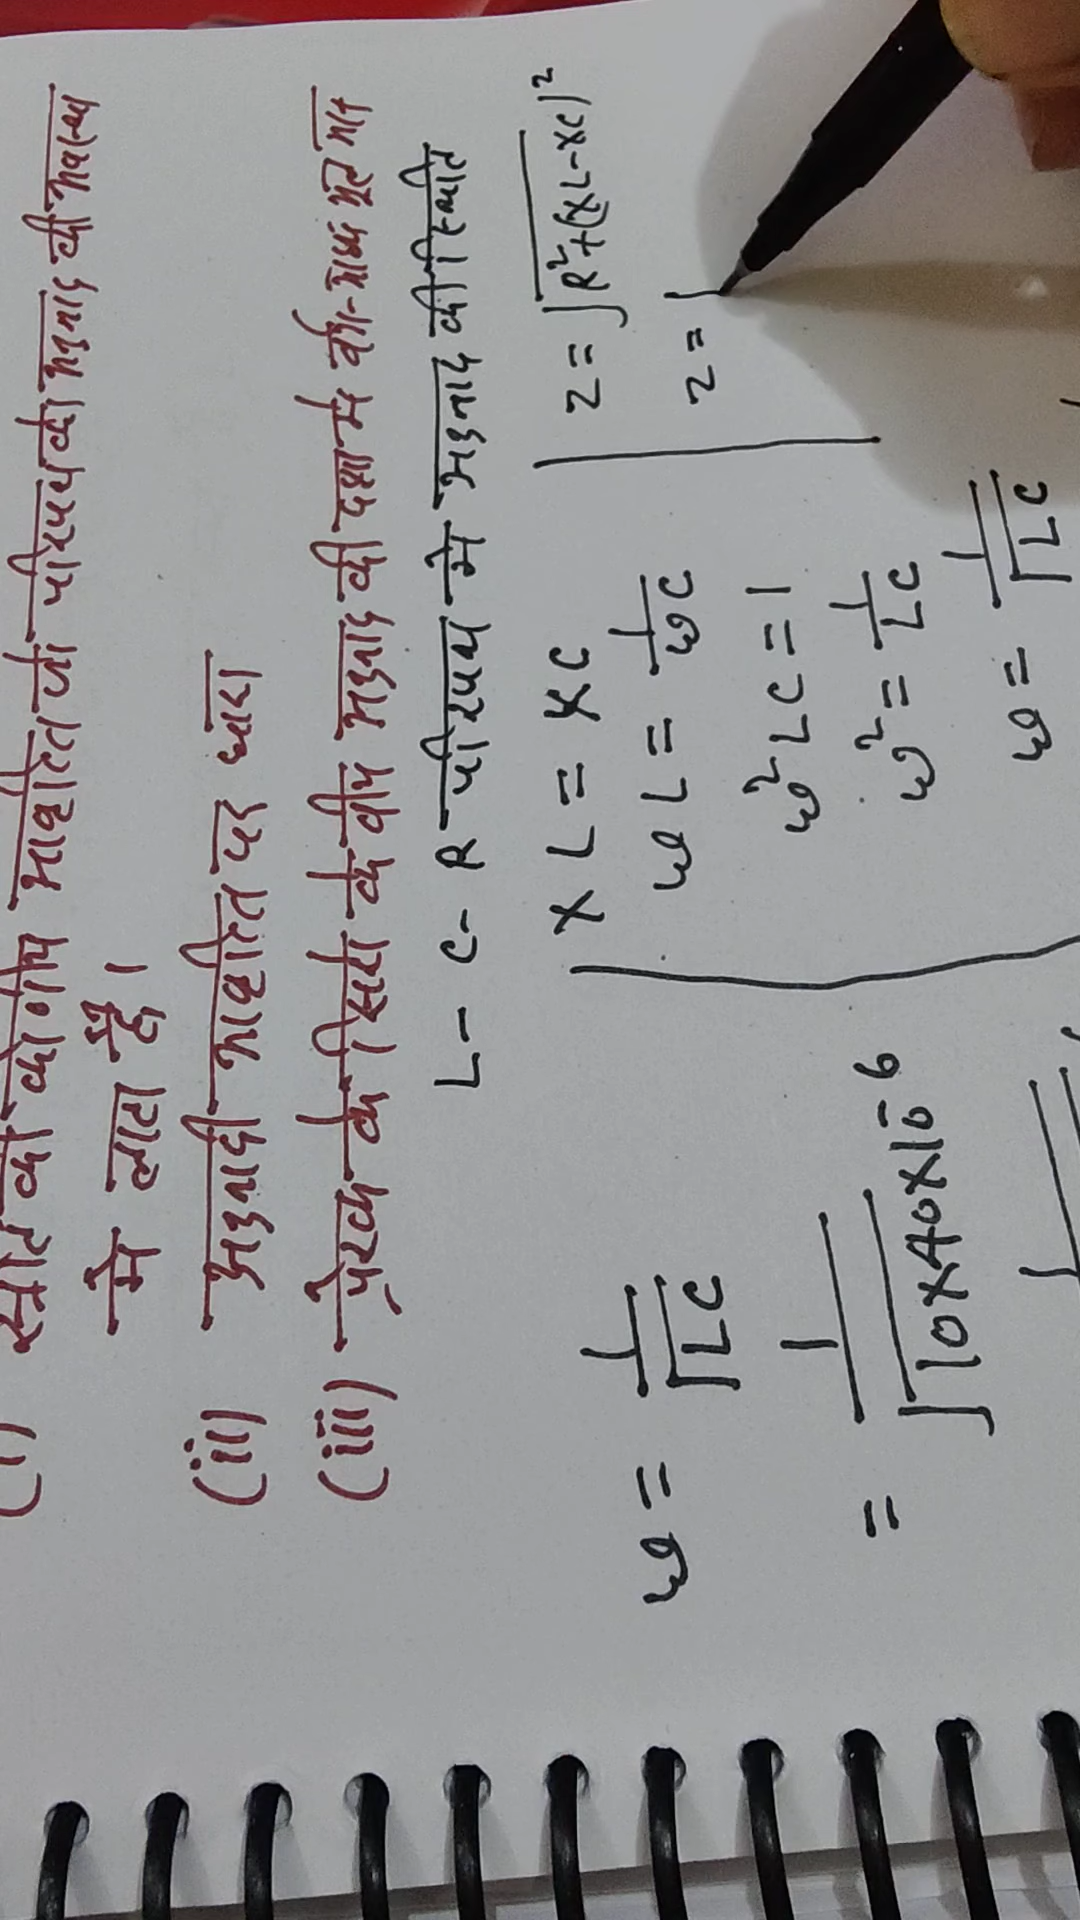 (i) स्रोत की कोणीय आवृत्ति जो परिपथ को अनुनाद की अवस्था
में लाता है।
(ii) अनुनादी आवृत्ति पर धारा
(iii) प्रेरक के सिरो के बीच अनुनाद की दशा मे वर्ग-माध्य मूल मान
L - C - R परिपथ मे अनुनाद की स्थिति
ω = 1/√LC
= 1/√10×40×10^-6
XL = XC
ωL = 1/ωC
ω²LC = 1
ω² = 1/LC
ω = 1/√LC
Z = √R²+(XL-XC)²
Z =